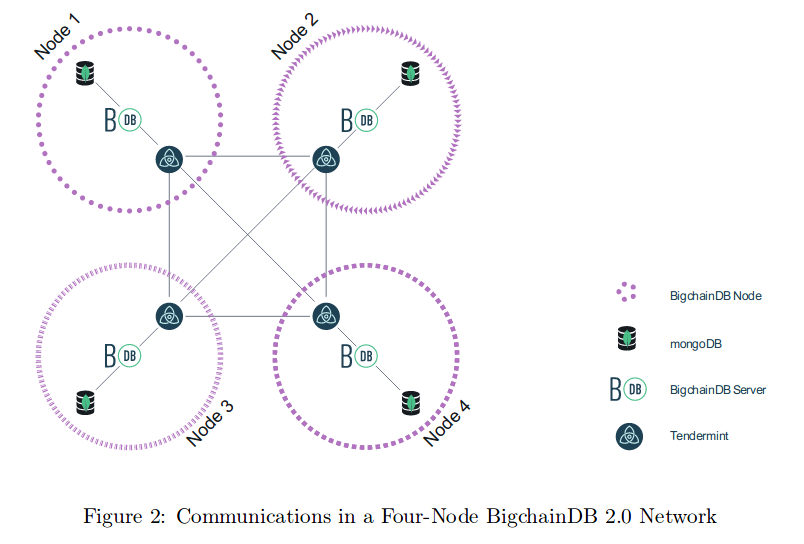 Node 1
Node 2
B DB
B DB
B DB
B DB
Node 3
Node 4
BigchainDB Node
mongoDB
B DB
BigchainDB Server
Tendermint
Figure 2: Communications in a Four-Node BigchainDB 2.0 Network